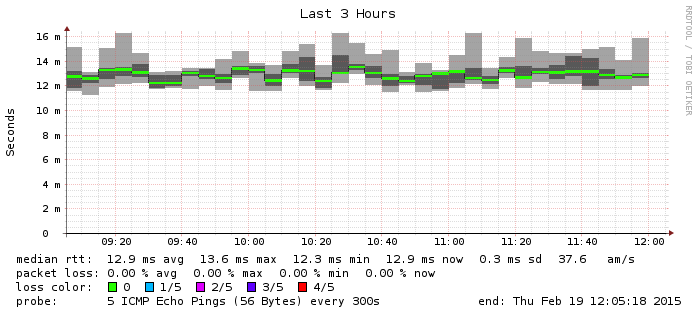 Last 3 Hours
RRDTOOL / TOBI OETIKER
Seconds
16 m
14 m
12 m
10 m
8 m
6 m
4 m
2 m
0
09:20 09:40 10:00 10:20 10:40 11:00 11:20 11:40 12:00
median rtt: 12.9 ms avg 13.6 ms max 12.3 ms min 12.9 ms now 0.3 ms sd 37.6 am/s
packet loss: 0.00 % avg 0.00 % max 0.00 % min 0.00 % now
loss color: 0 1/5 2/5 3/5 4/5
probe: 5 ICMP Echo Pings (56 Bytes) every 300s end: Thu Feb 19 12:05:18 2015